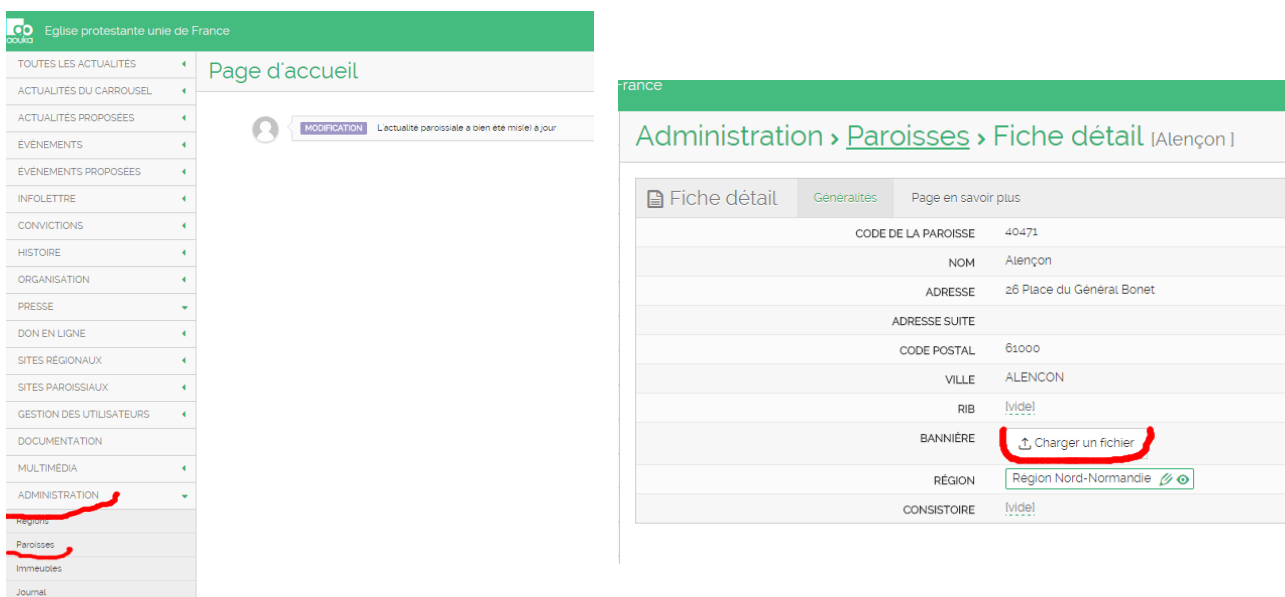 Eglise protestante unie de France
TOUTES LES ACTUALITÉS
ACTUALITÉS DU CARROUSEL
ACTUALITÉS PROPOSÉES
ÉVÉNEMENTS
ÉVÉNEMENTS PROPOSÉES
INFOLETTRE
CONVICTIONS
HISTOIRE
ORGANISATION
PRESSE
DON EN LIGNE
SITES RÉGIONAUX
SITES PAROISSIAUX
GESTION DES UTILISATEURS
DOCUMENTATION
MULTIMÉDIA
ADMINISTRATION
Régions
Paroisses
Immeubles
Journal
Page d'accueil
MODIFICATION L'actualité paroissiale a bien été mis(e) à jour
France
Administration › Paroisses › Fiche détail [Alençon ]
Fiche détail Généralités Page en savoir plus
CODE DE LA PAROISSE 40471
NOM Alençon
ADRESSE 26 Place du Général Bonet
ADRESSE SUITE
CODE POSTAL 61000
VILLE ALENCON
RIB [vide]
BANNIÈRE Charger un fichier
RÉGION Région Nord-Normandie
CONSISTOIRE [vide]